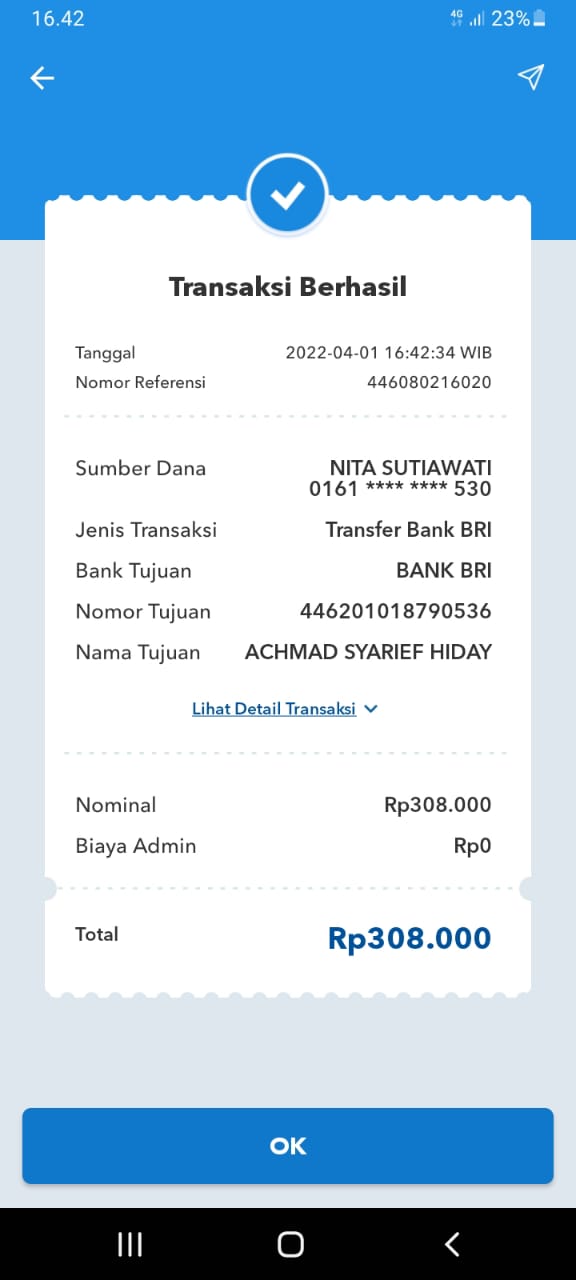 16.42
4G
23%
Transaksi Berhasil
Tanggal 2022-04-01 16:42:34 WIB
Nomor Referensi 446080216020
Sumber Dana NITA SUTIAWATI
0161 **** **** 530
Jenis Transaksi Transfer Bank BRI
Bank Tujuan BANK BRI
Nomor Tujuan 446201018790536
Nama Tujuan ACHMAD SYARIEF HIDAY
Lihat Detail Transaksi
Nominal Rp308.000
Biaya Admin Rp0
Total Rp308.000
OK